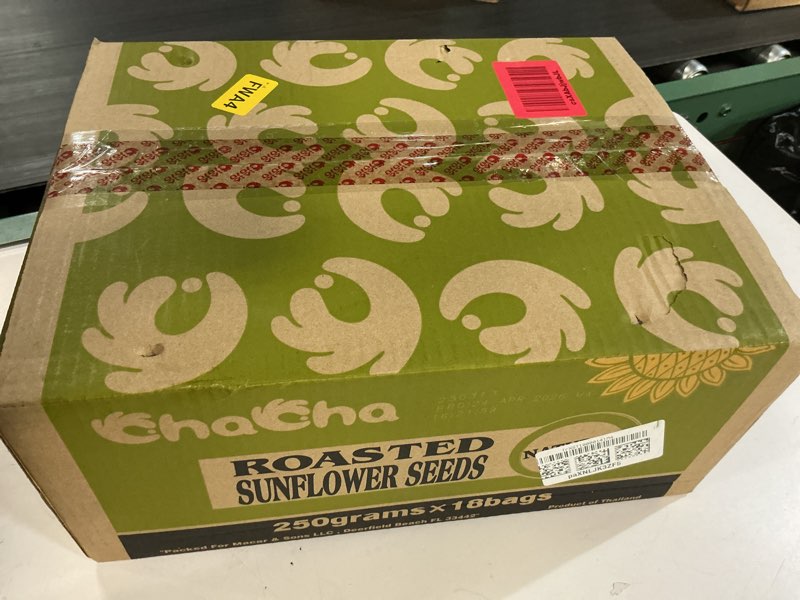 FWA4
ChaCha
ROASTED
SUNFLOWER SEEDS
paXNLJK3ZF5
250grams x 18bags
Product of Thailand
"Packed For Macar & Sons LLC , Deerfield Beach FL 33442"